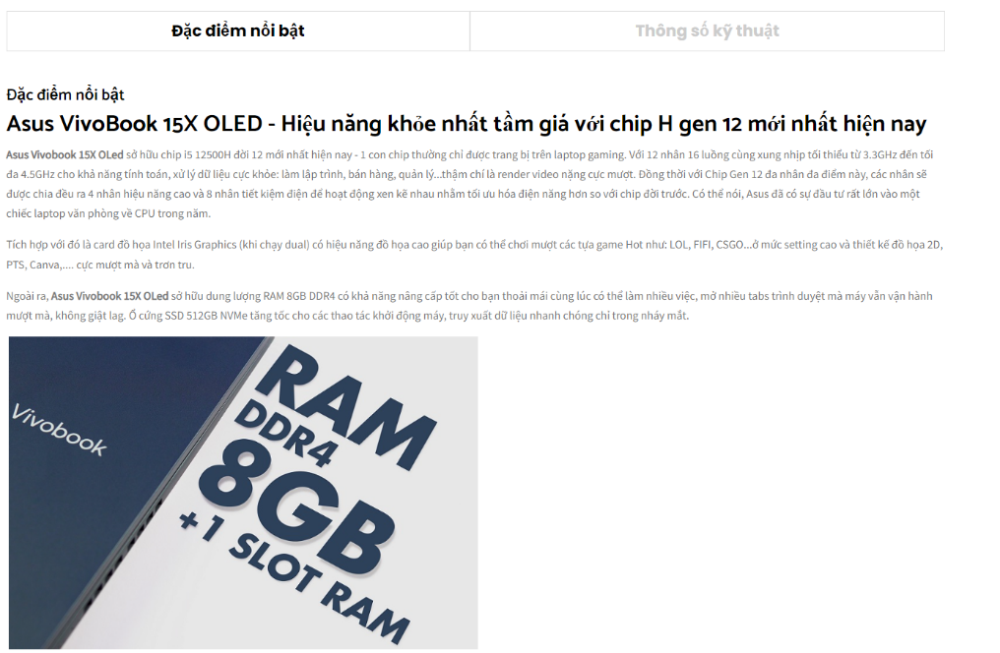 Đặc điểm nổi bật
Thông số kỹ thuật
Đặc điểm nổi bật
Asus VivoBook 15X OLED - Hiệu năng khỏe nhất tầm giá với chip H gen 12 mới nhất hiện nay
Asus Vivobook 15X OLed sở hữu chip i5 12500H đời 12 mới nhất hiện nay - 1 con chip thường chỉ được trang bị trên laptop gaming. Với 12 nhân 16 luồng cùng xung nhịp tối thiểu từ 3.3GHz đến tối
đa 4.5GHz cho khả năng tính toán, xử lý dữ liệu cực khỏe: làm lập trình, bán hàng, quản lý...thậm chí là render video nặng cực mượt. Đồng thời với Chip Gen 12 đa nhân đa điểm này, các nhân sẽ
được chia đều ra 4 nhân hiệu năng cao và 8 nhân tiết kiệm điện để hoạt động xen kẽ nhau nhằm tối ưu hóa điện năng hơn so với chip đời trước. Có thể nói, Asus đã có sự đầu tư rất lớn vào một
chiếc laptop văn phòng về CPU trong năm.
Tích hợp với đó là card đồ họa Intel Iris Graphics (khi chạy dual) có hiệu năng đồ họa cao giúp bạn có thể chơi mượt các tựa game Hot như: LOL, FIFI, CSGO...ở mức setting cao và thiết kế đồ họa 2D,
PTS, Canva,.... cực mượt mà và trơn tru.
Ngoài ra, Asus Vivobook 15X OLed sở hữu dung lượng RAM 8GB DDR4 có khả năng nâng cấp tốt cho bạn thoải mái cùng lúc có thể làm nhiều việc, mở nhiều tabs trình duyệt mà máy vẫn vận hành
mượt mà, không giật lag. Ổ cứng SSD 512GB NVMe tăng tốc cho các thao tác khởi động máy, truy xuất dữ liệu nhanh chóng chỉ trong nháy mắt.
Vivobook
RAM
DDR4
8GB
+1 SLOT RAM